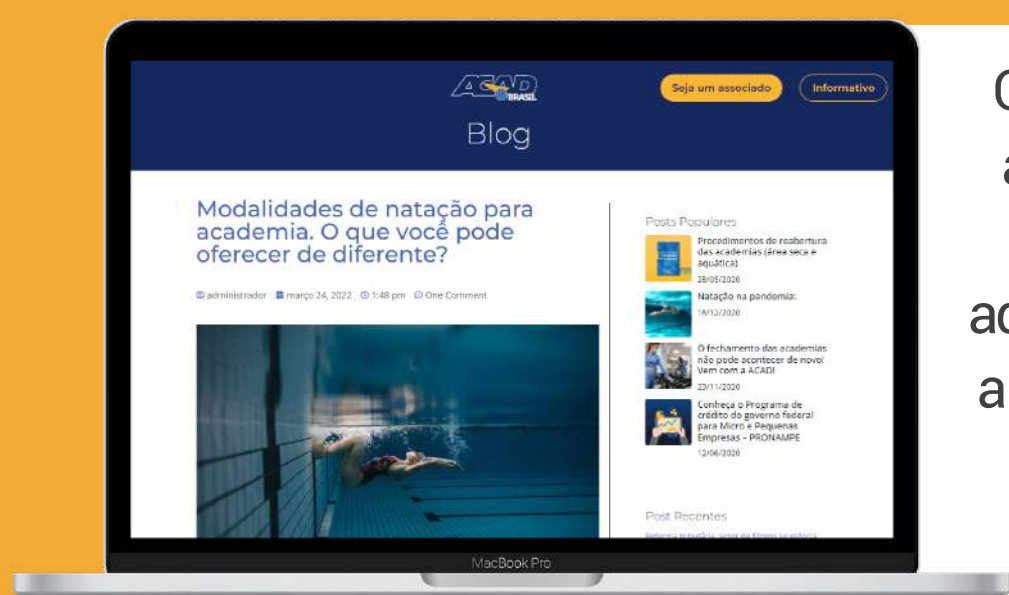 ACAD
BRASIL
Seja um associado
Informativo
Blog
Modalidades de natação para
academia. O que você pode
oferecer de diferente?
administrador março 24, 2022 1:48 pm One Comment
Posts Populares
Procedimentos de reabertura
das academias (área seca e
aquática)
28/05/2020
Natação na pandemia:
16/12/2020
O fechamento das academias
não pode acontecer de novo!
Vem com a ACAD!
23/11/2020
Conheça o Programa de
crédito do governo federal
para Micro e Pequenas
Empresas – PRONAMPE
12/06/2020
Post Recentes
MacBook Pro